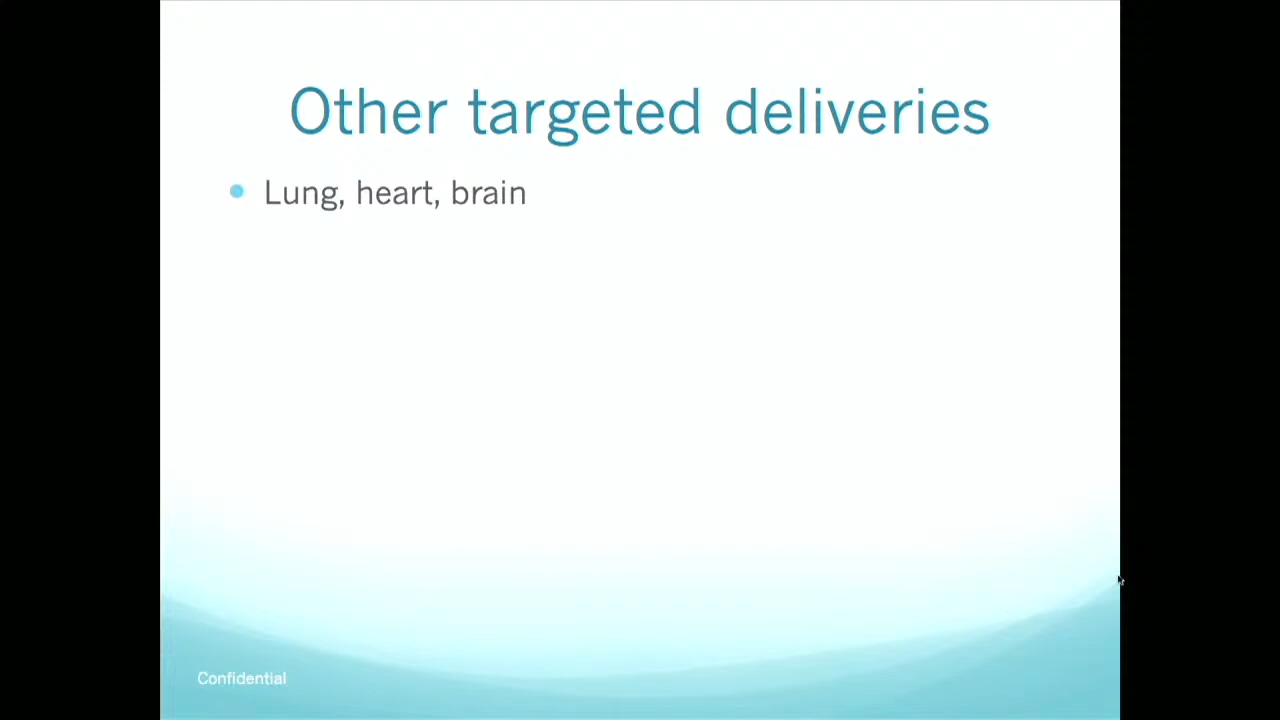 Other targeted deliveries
Lung, heart, brain
Confidential